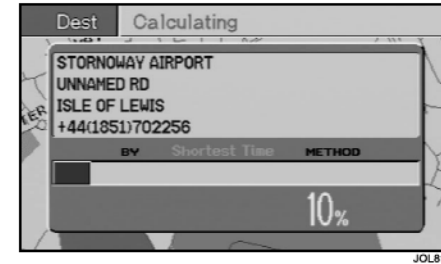 Dest Calculating
STORNOWAY AIRPORT
UNNAMED RD
ISLE OF LEWIS
+44(1851)702256
BY Shortest Time METHOD
10%
JOL8